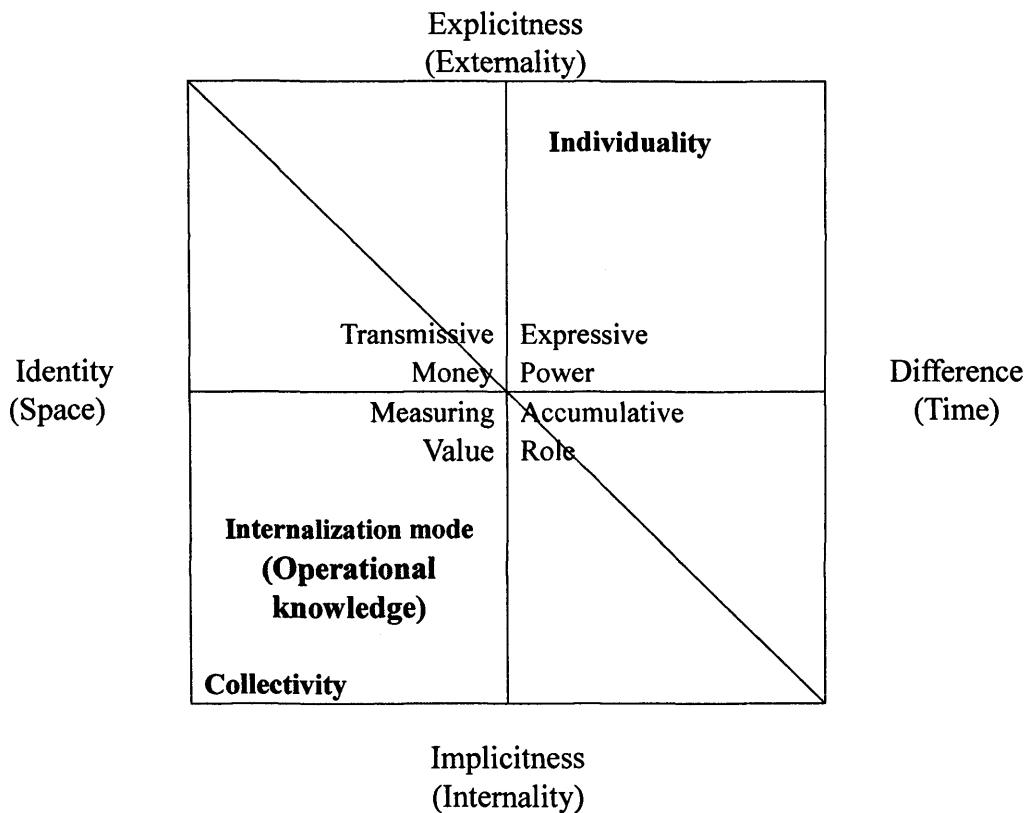 Explicitness
(Externality)
Individuality
Transmissive
Money
Expressive
Power
Identity
(Space)
Difference
(Time)
Measuring
Value
Accumulative
Role
Internalization mode
(Operational
knowledge)
Collectivity
Implicitness
(Internality)